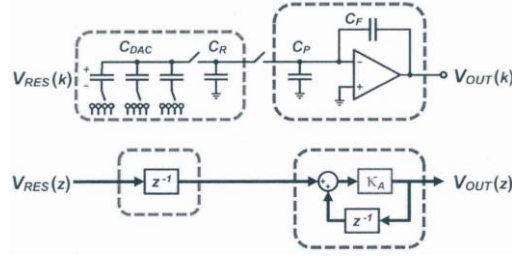 C_DAC C_R C_P C_F
V_RES(k) + − − + V_OUT(k)
V_RES(z) z⁻¹ + + K_A V_OUT(z)
z⁻¹